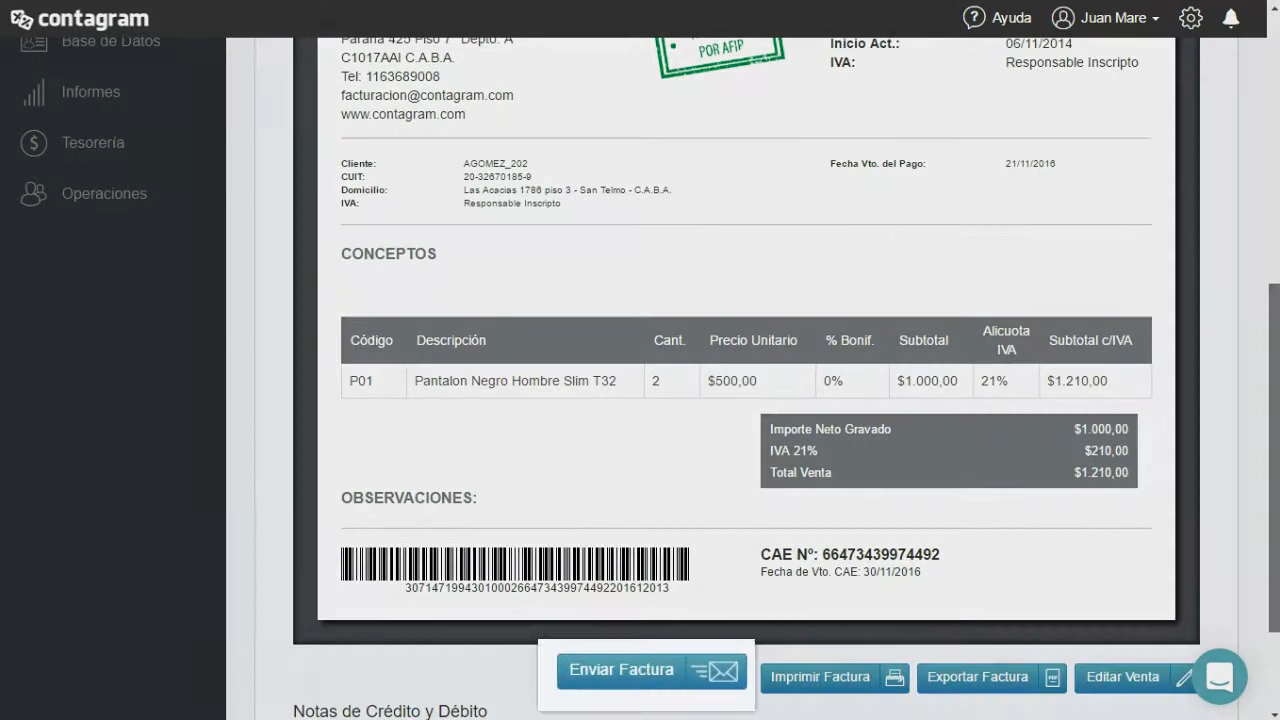 contagram
Ayuda
Juan Mare
Base de Datos
Informes
Tesorería
Operaciones
Paraná 425 Piso 7° Depto. A
C1017AAI C.A.B.A.
Tel: 1163689008
facturacion@contagram.com
www.contagram.com
POR AFIP
Inicio Act.: 06/11/2014
IVA: Responsable Inscripto
Cliente: AGOMEZ_202
Fecha Vto. del Pago: 21/11/2016
CUIT: 20-32670185-9
Domicilio: Las Acacias 1786 piso 3 - San Telmo - C.A.B.A.
IVA: Responsable Inscripto
CONCEPTOS
Código Descripción Cant. Precio Unitario % Bonif. Subtotal Alicuota IVA Subtotal c/IVA
P01 Pantalon Negro Hombre Slim T32 2 $500,00 0% $1.000,00 21% $1.210,00
Importe Neto Gravado $1.000,00
IVA 21% $210,00
Total Venta $1.210,00
OBSERVACIONES:
CAE Nº: 66473439974492
Fecha de Vto. CAE: 30/11/2016
3071471994301000266473439974492201612013
Enviar Factura
Imprimir Factura
Exportar Factura
Editar Venta
Notas de Crédito y Débito